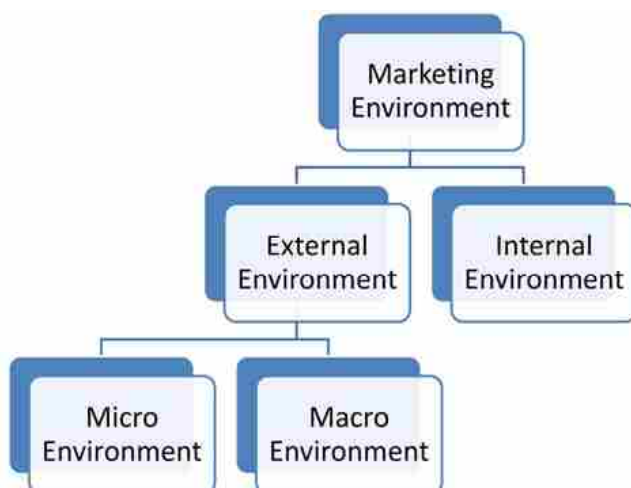 Marketing
Environment
External
Environment
Internal
Environment
Micro
Environment
Macro
Environment